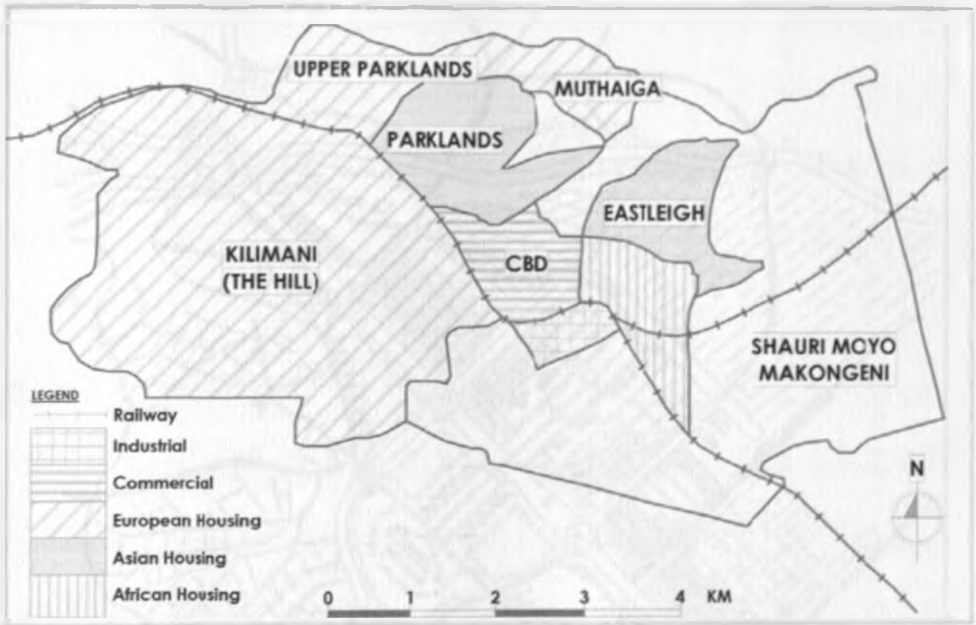 UPPER PARKLANDS
MUTHAIGA
PARKLANDS
EASTLEIGH
KILIMANI
(THE HILL)
CBD
SHAURI MOYO
MAKONGENI
LEGEND
Railway
Industrial
Commercial
European Housing
Asian Housing
African Housing
N
0 1 2 3 4 KM